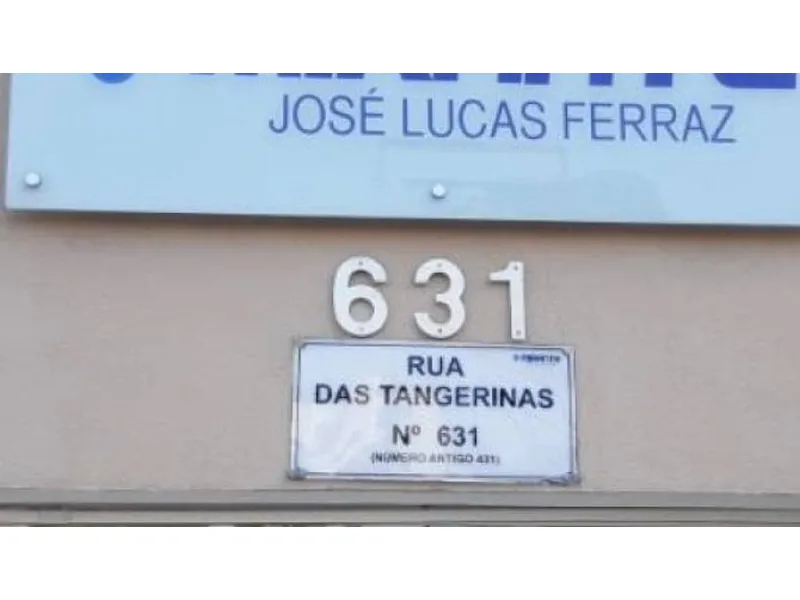 JOSÉ LUCAS FERRAZ
631
RUA
DAS TANGERINAS
Nº 631
(NÚMERO ANTIGO 431)